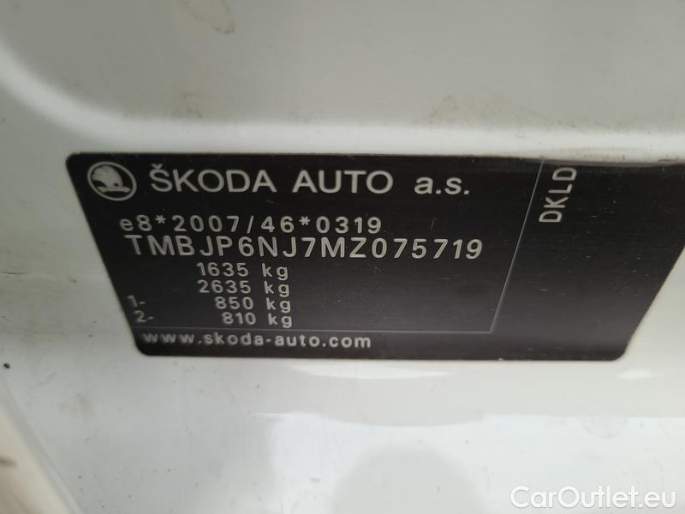 ŠKODA AUTO a.s.
e8*2007/46*0319
TMBJP6NJ7MZ075719
1635 kg
2635 kg
1- 850 kg
2- 810 kg
www.skoda-auto.com
DKLD
CarOutlet.eu